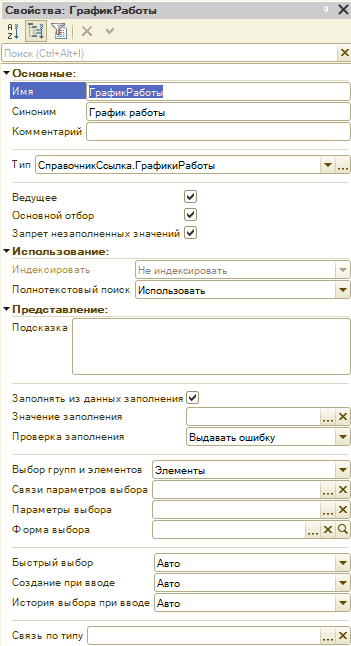 Свойства: ГрафикРаботы
Поиск (Ctrl+Alt+I)
Основные:
Имя ГрафикРаботы
Синоним График работы
Комментарий
Тип СправочникСсылка.ГрафикиРаботы
Ведущее
Основной отбор
Запрет незаполненных значений
Использование:
Индексировать Не индексировать
Полнотекстовый поиск Использовать
Представление:
Подсказка
Заполнять из данных заполнения
Значение заполнения
Проверка заполнения Выдавать ошибку
Выбор групп и элементов Элементы
Связи параметров выбора
Параметры выбора
Форма выбора
Быстрый выбор Авто
Создание при вводе Авто
История выбора при вводе Авто
Связь по типу